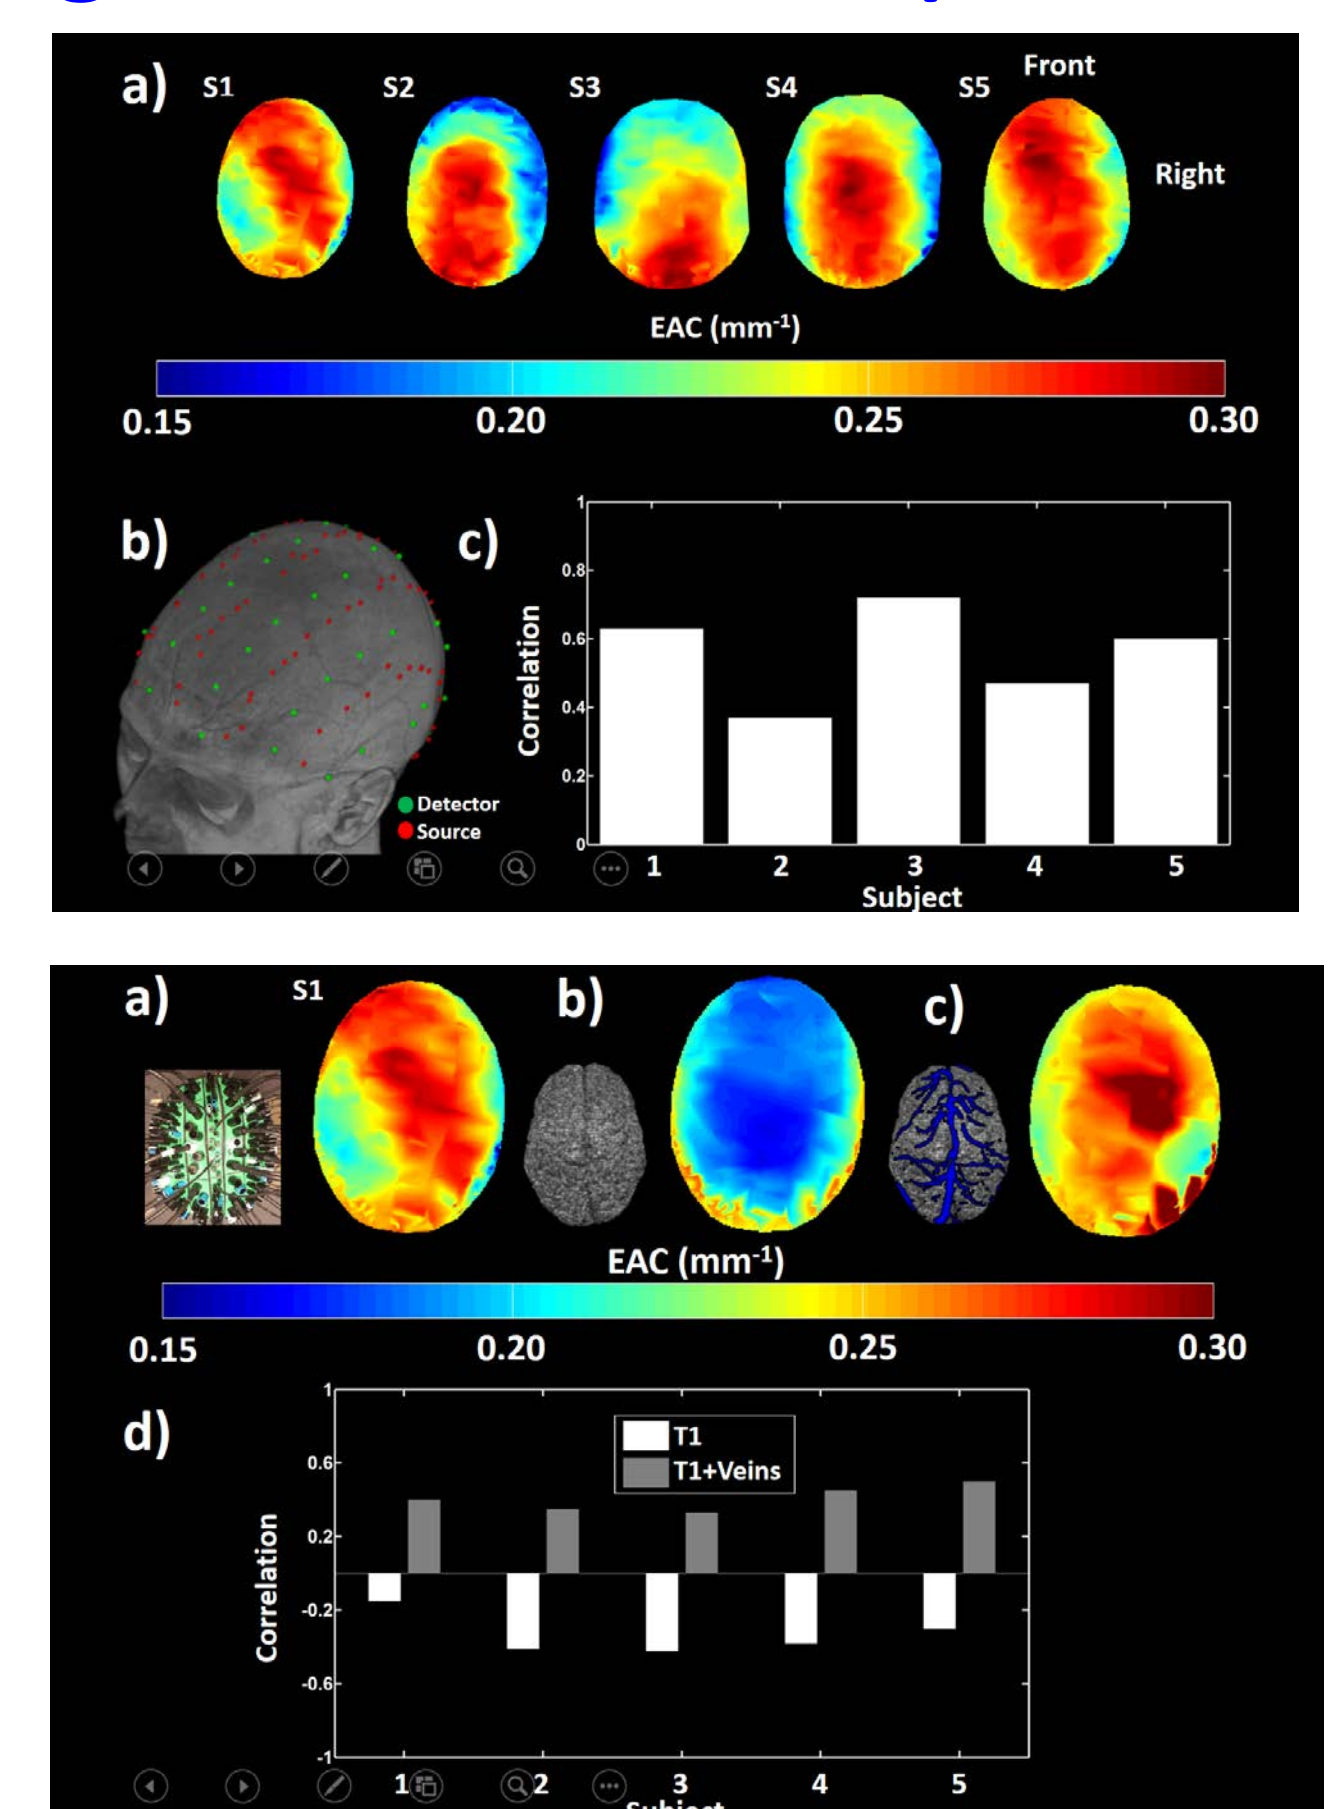 a) S1 S2 S3 S4 S5 Front
Right
EAC (mm-1)
0.15 0.20 0.25 0.30
b)
Detector
Source
c)
1
0.8
0.6
0.4
0.2
0
Correlation
1 2 3 4 5
Subject
a) S1 b) c)
EAC (mm-1)
0.15 0.20 0.25 0.30
d)
T1
T1+Veins
1
0.6
0.2
-0.2
-0.6
-1
Correlation
1 2 3 4 5
Subject